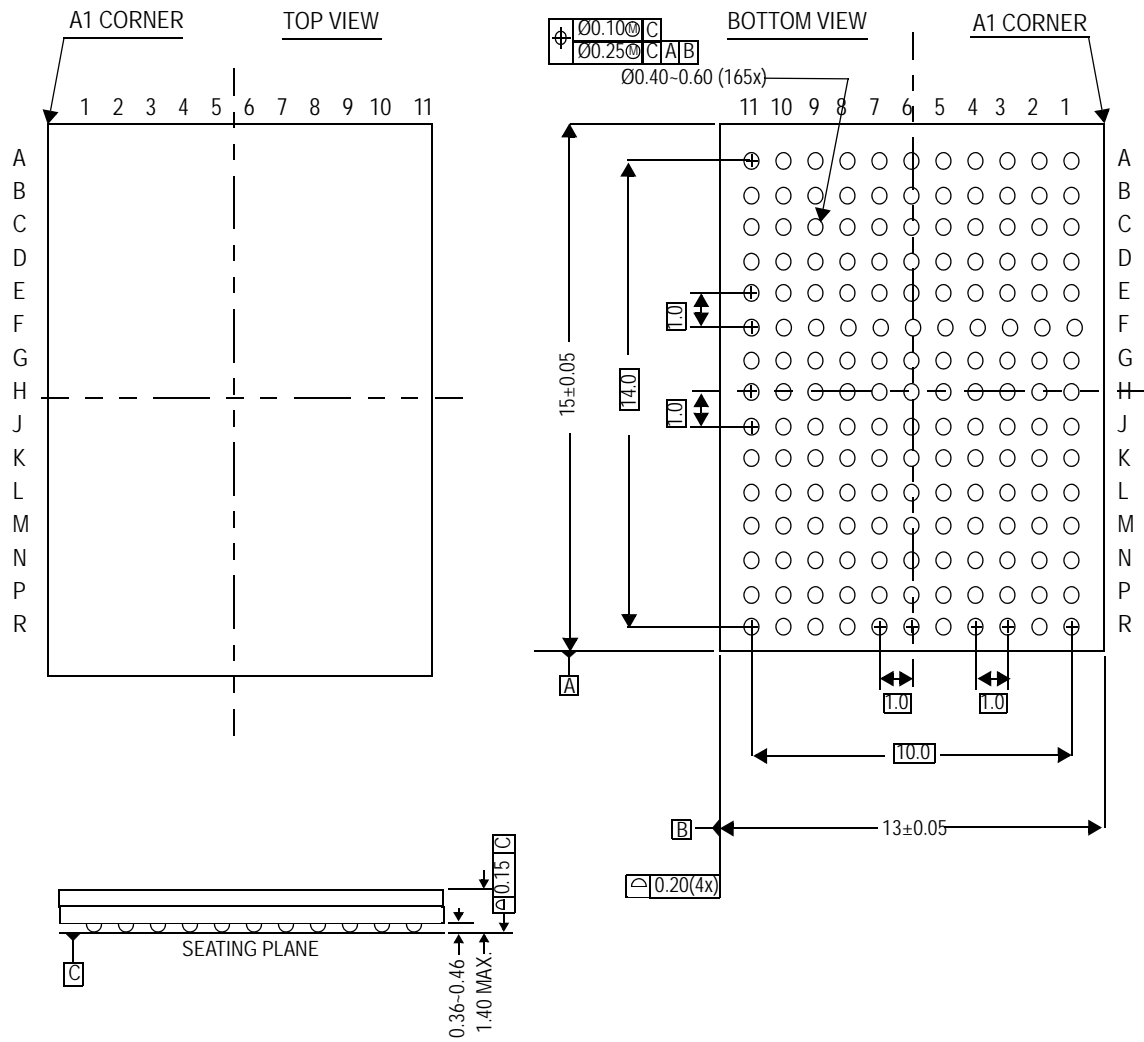 A1 CORNER
TOP VIEW
1 2 3 4 5 6 7 8 9 10 11
A
B
C
D
E
F
G
H
J
K
L
M
N
P
R
Ø0.10Ⓜ C
Ø0.25Ⓜ C A B
Ø0.40~0.60 (165x)
BOTTOM VIEW
A1 CORNER
11 10 9 8 7 6 5 4 3 2 1
A
B
C
D
E
F
G
H
J
K
L
M
N
P
R
15±0.05
14.0
1.0
1.0
A
1.0
1.0
10.0
B
13±0.05
0.20(4x)
0.15 C
SEATING PLANE
C
0.36~0.46
1.40 MAX.